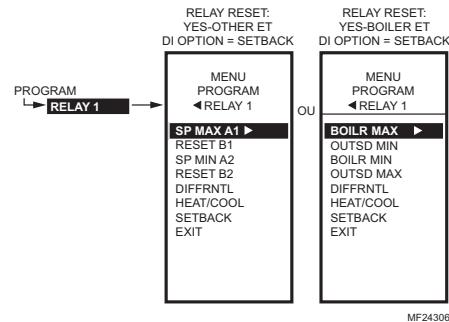 RELAY RESET:
YES-OTHER ET
DI OPTION = SETBACK
RELAY RESET:
YES-BOILER ET
DI OPTION = SETBACK
PROGRAM
RELAY 1
MENU
PROGRAM
◄RELAY 1
SP MAX A1 ►
RESET B1
SP MIN A2
RESET B2
DIFFRNTL
HEAT/COOL
SETBACK
EXIT
OU
MENU
PROGRAM
◄RELAY 1
BOILR MAX ►
OUTSD MIN
BOILR MIN
OUTSD MAX
DIFFRNTL
HEAT/COOL
SETBACK
EXIT
MF24306